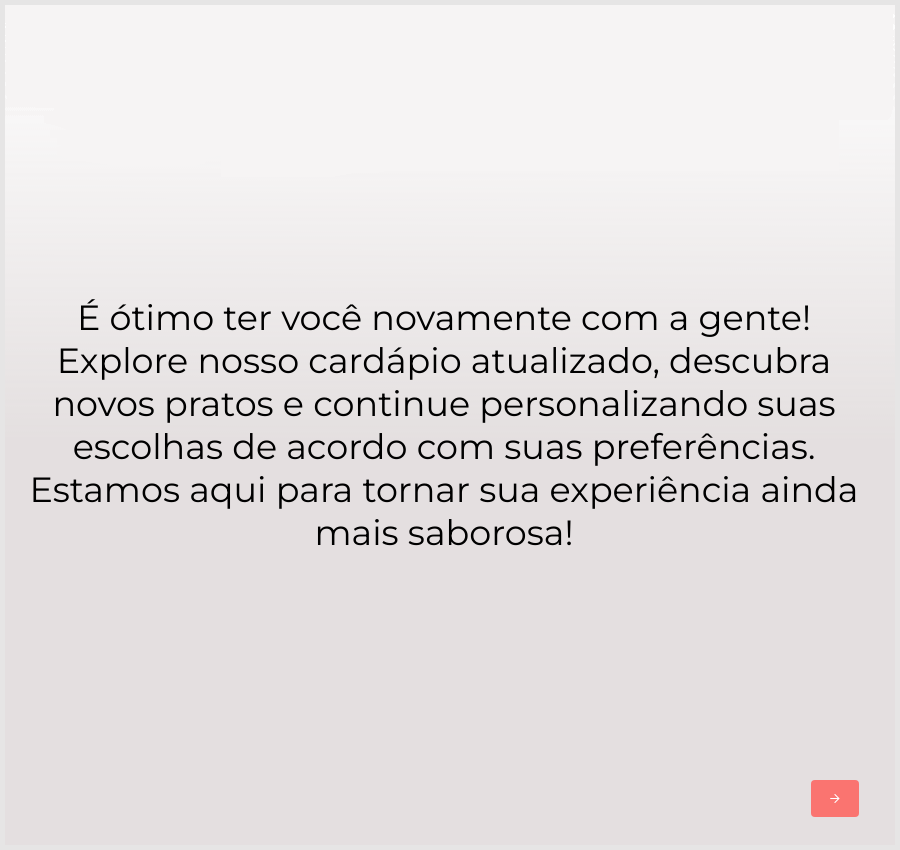 É ótimo ter você novamente com a gente!
Explore nosso cardápio atualizado, descubra
novos pratos e continue personalizando suas
escolhas de acordo com suas preferências.
Estamos aqui para tornar sua experiência ainda
mais saborosa!